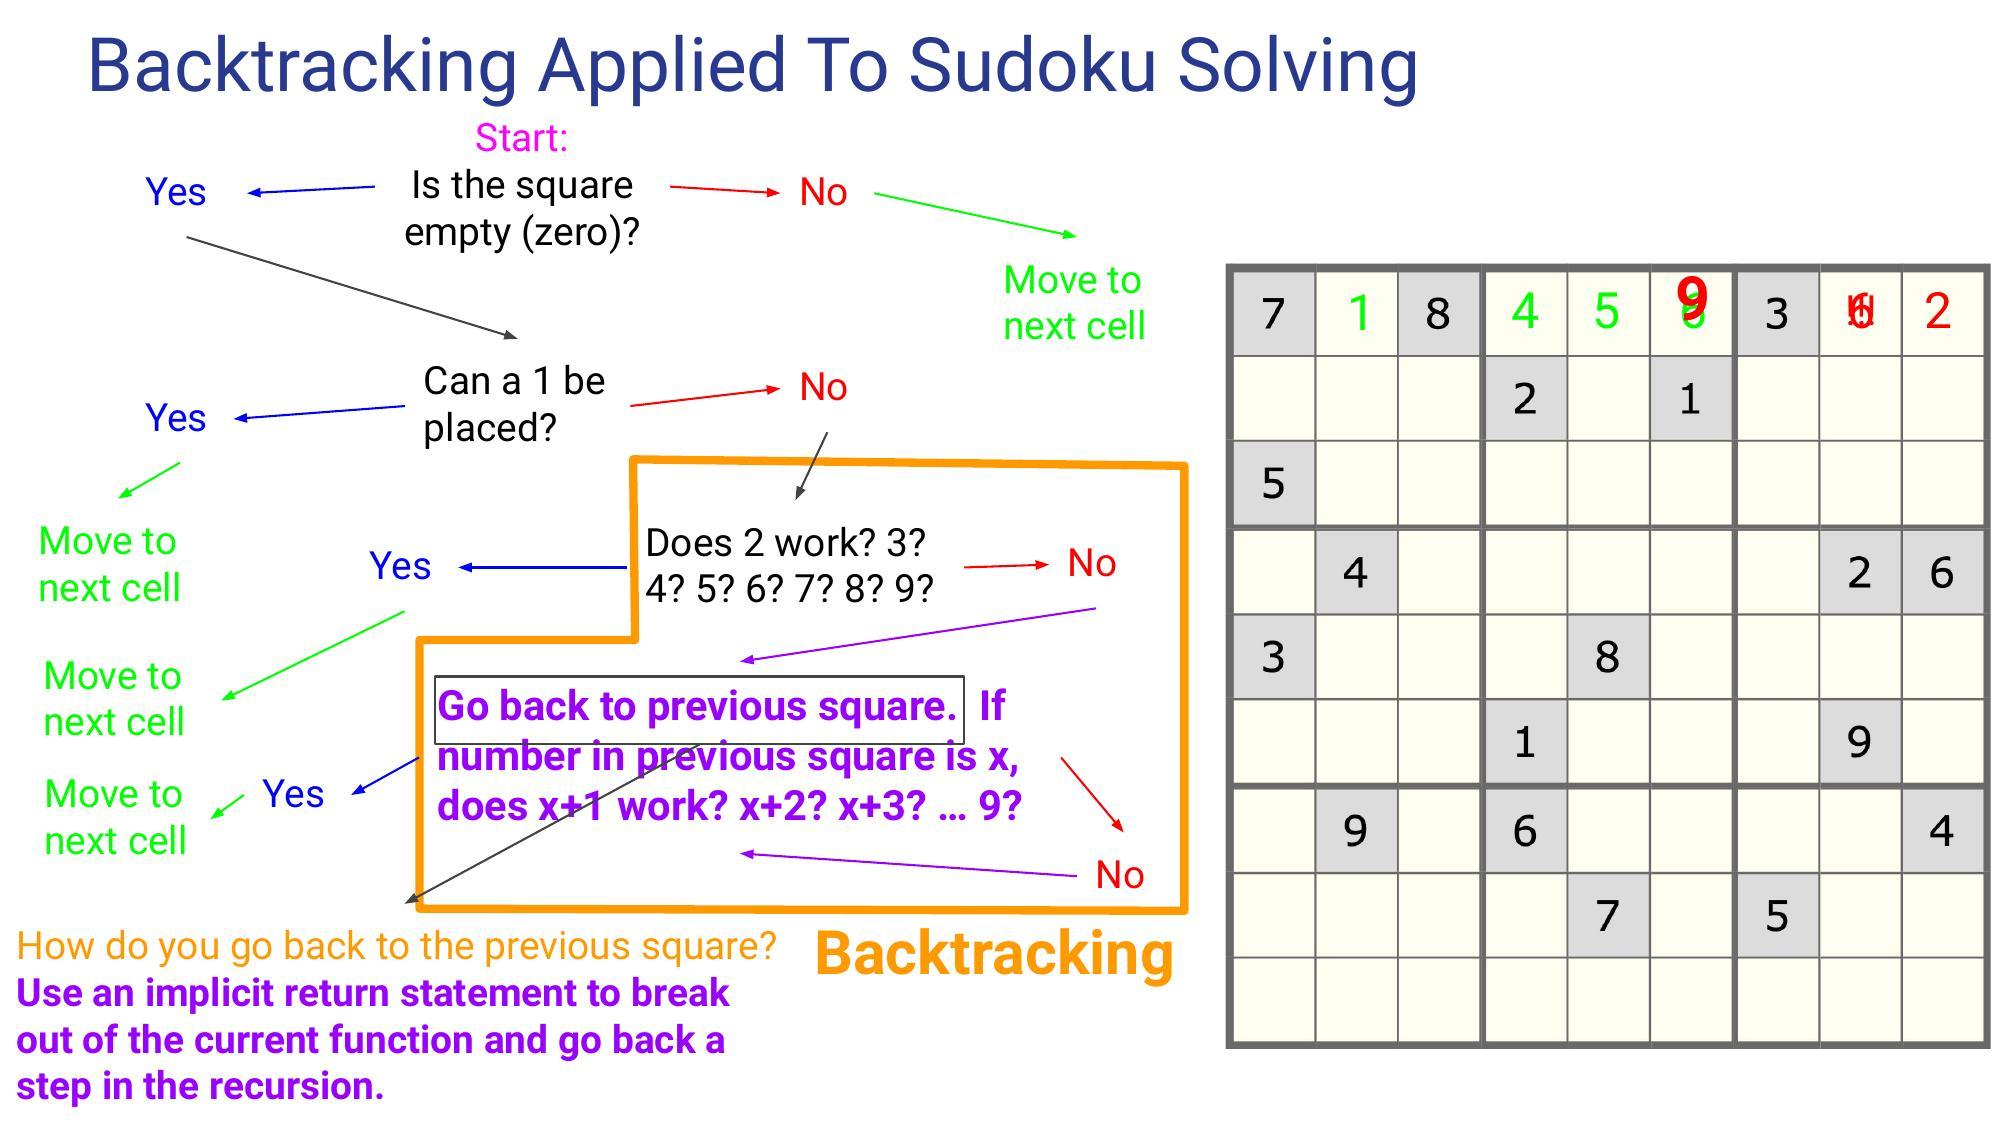 Backtracking Applied To Sudoku Solving
Start:
Is the square
empty (zero)?
Yes
No
Move to
next cell
Can a 1 be
placed?
Yes
No
Move to
next cell
Does 2 work? 3?
4? 5? 6? 7? 8? 9?
Yes
No
Move to
next cell
Go back to previous square. If
number in previous square is x,
does x+1 work? x+2? x+3? ... 9?
Yes
Move to
next cell
No
How do you go back to the previous square?
Use an implicit return statement to break
out of the current function and go back a
step in the recursion.
Backtracking
7 1 8 4 5 9 3 6 2
2 1
5
4 2 6
3 8
1 9
9 6 4
7 5